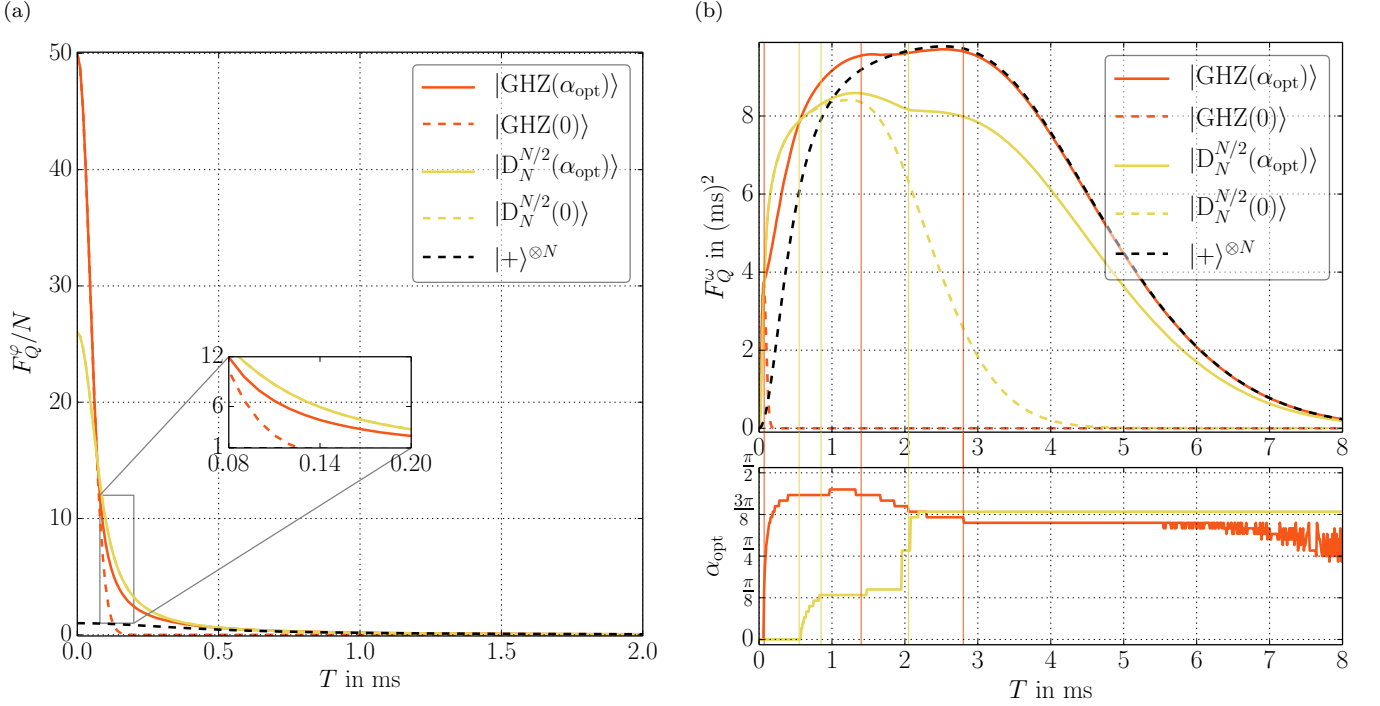 (a)
50
40
30
20
10
0
F_Q^φ/N
|GHZ(α_opt)⟩
|GHZ(0)⟩
|D_N^{N/2}(α_opt)⟩
|D_N^{N/2}(0)⟩
|+⟩^{⊗N}
12
6
1
0.08 0.14 0.20
0.0 0.5 1.0 1.5 2.0
T in ms
(b)
8
6
4
2
0
F_Q^ω in (ms)^2
|GHZ(α_opt)⟩
|GHZ(0)⟩
|D_N^{N/2}(α_opt)⟩
|D_N^{N/2}(0)⟩
|+⟩^{⊗N}
0 1 2 3 4 5 6 7 8
π/2
3π/8
π/4
π/8
0
α_opt
0 1 2 3 4 5 6 7 8
T in ms